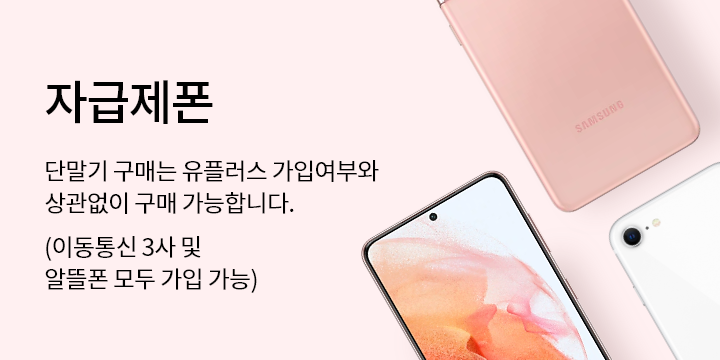 자급제폰
단말기 구매는 유플러스 가입여부와
상관없이 구매 가능합니다.
(이동통신 3사 및
알뜰폰 모두 가입 가능)
SAMSUNG